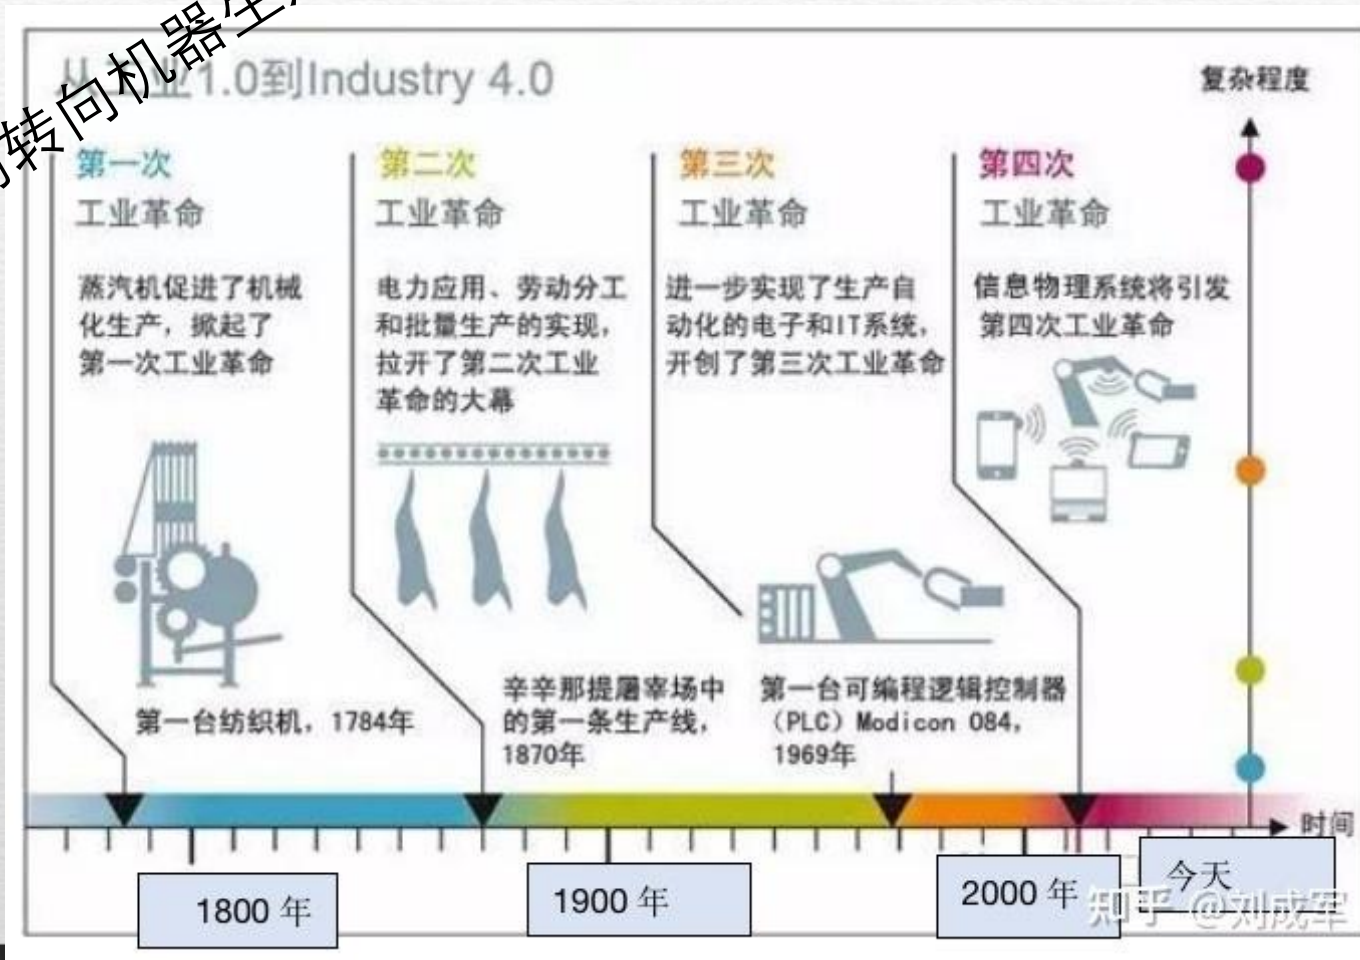 的转向机器生产
从工业1.0到Industry 4.0
复杂程度
第一次
工业革命
蒸汽机促进了机械
化生产，掀起了
第一次工业革命
第一台纺织机，1784年
第二次
工业革命
电力应用、劳动分工
和批量生产的实现，
拉开了第二次工业
革命的大幕
辛辛那提屠宰场中
的第一条生产线，
1870年
第三次
工业革命
进一步实现了生产自
动化的电子和IT系统，
开创了第三次工业革命
第一台可编程逻辑控制器
（PLC）Modicon 084，
1969年
第四次
工业革命
信息物理系统将引发
第四次工业革命
时间
1800 年
1900 年
2000 年
今天
知乎 @刘成军